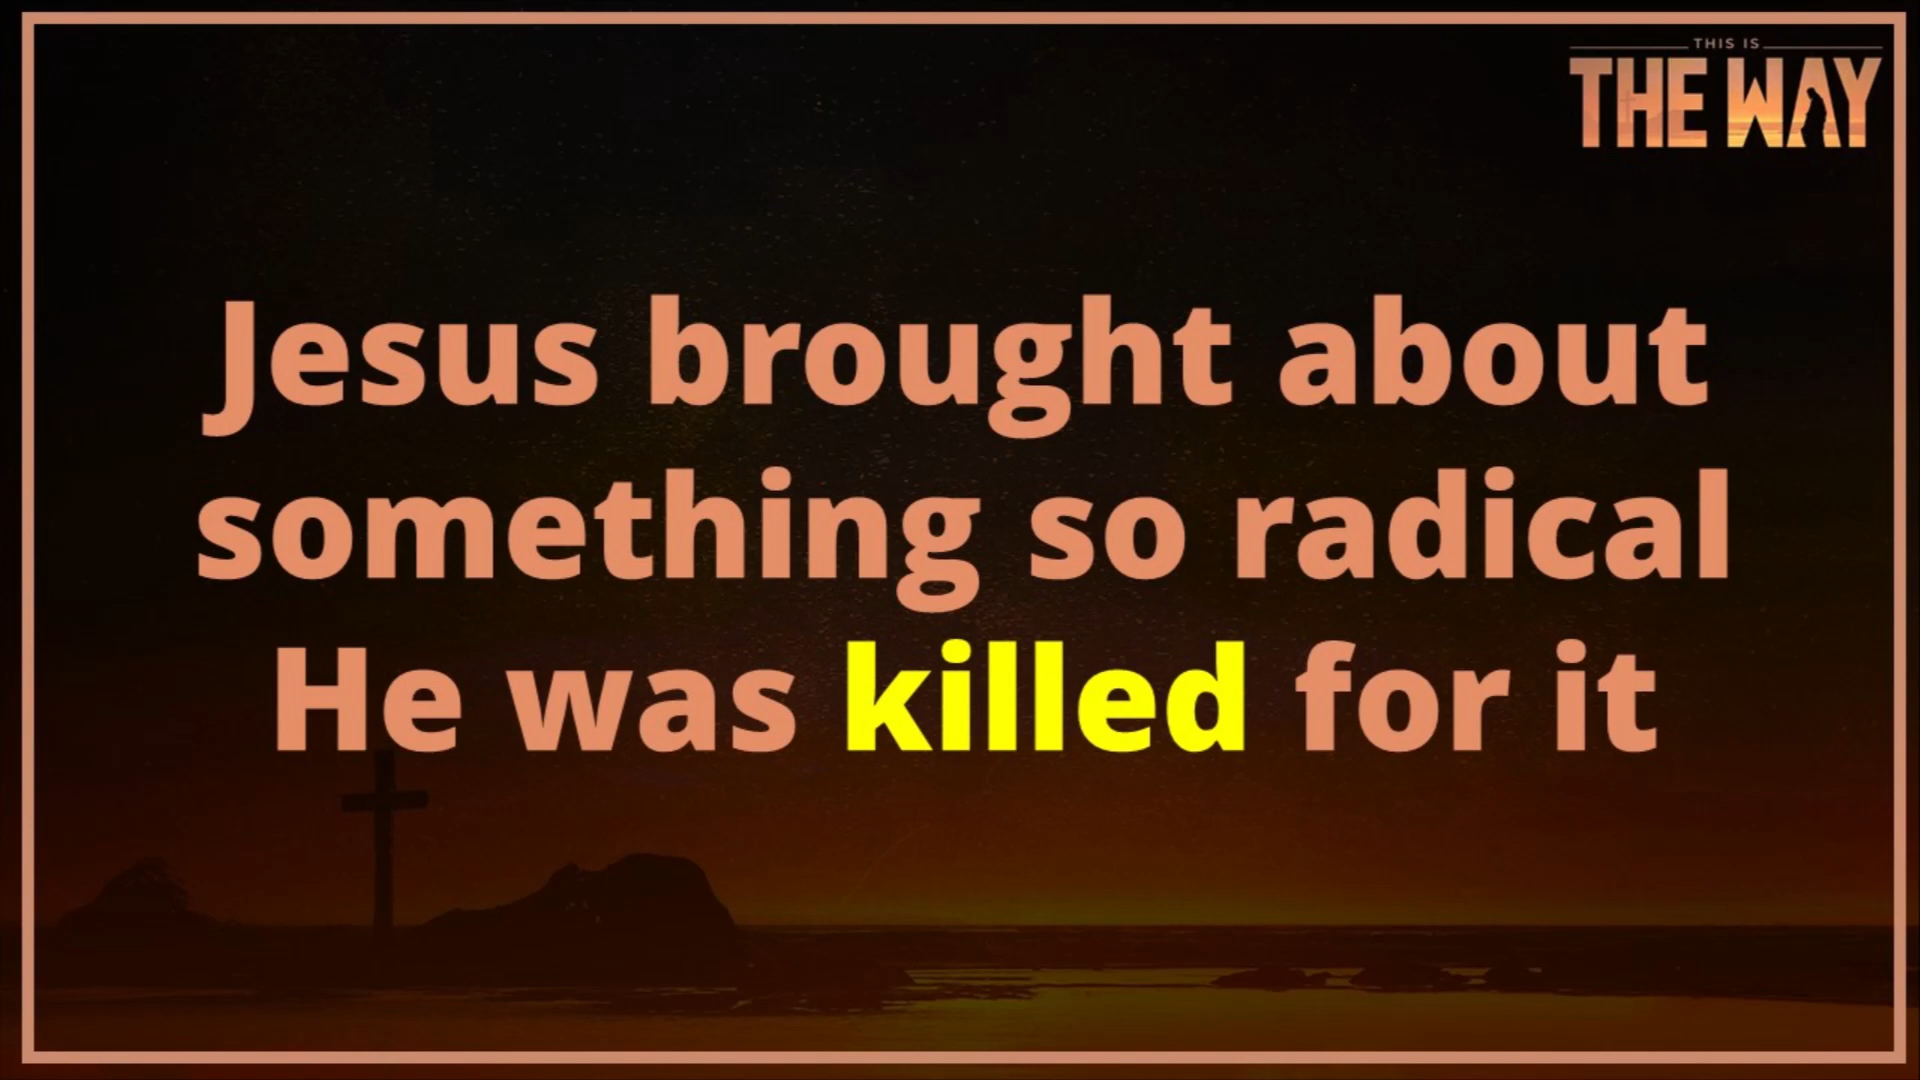 THIS IS
THE WAY
Jesus brought about
something so radical
He was killed for it